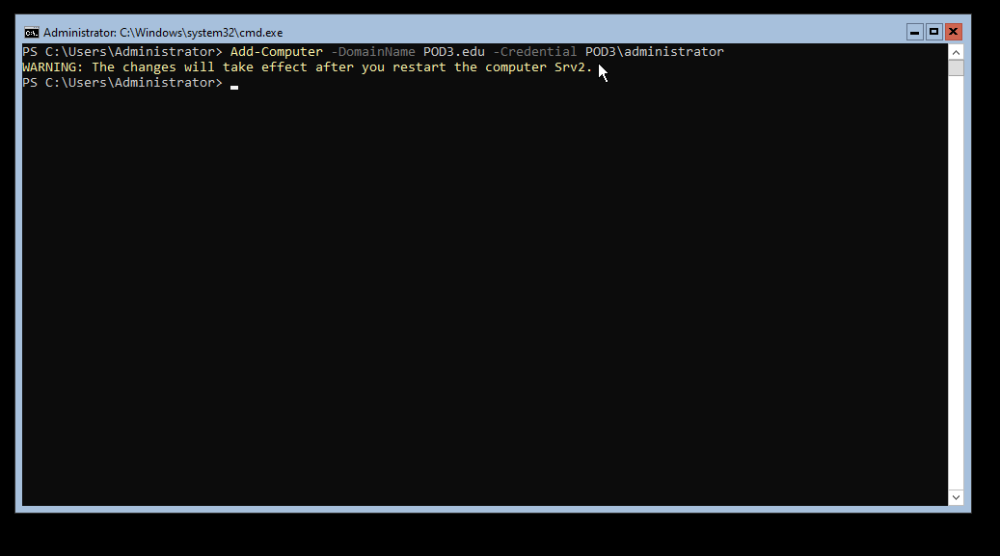 Administrator: C:\Windows\system32\cmd.exe
PS C:\Users\Administrator> Add-Computer -DomainName POD3.edu -Credential POD3\administrator
WARNING: The changes will take effect after you restart the computer Srv2.
PS C:\Users\Administrator>